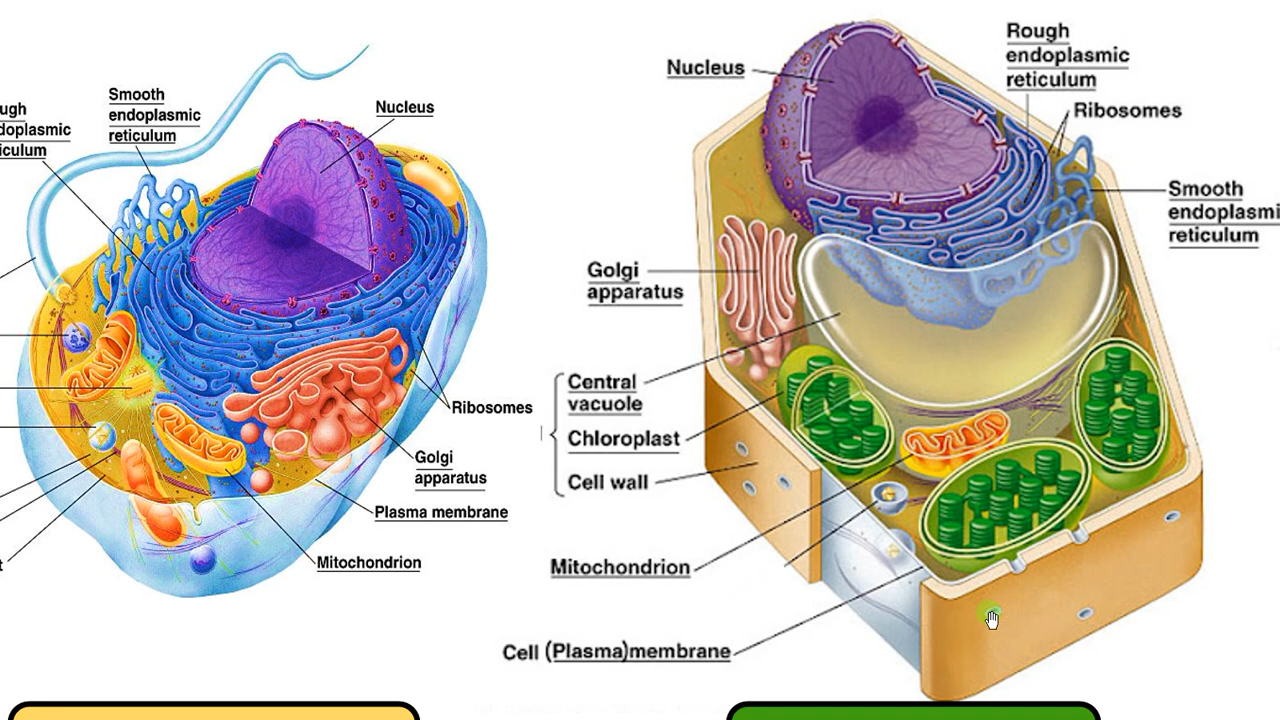 ugh
doplasmic
iculum
Smooth
endoplasmic
reticulum
Nucleus
Ribosomes
Golgi
apparatus
Plasma membrane
Mitochondrion
t
Nucleus
Rough
endoplasmic
reticulum
Ribosomes
Smooth
endoplasmi
reticulum
Golgi
apparatus
Central
vacuole
Chloroplast
Cell wall
Mitochondrion
Cell (Plasma)membrane